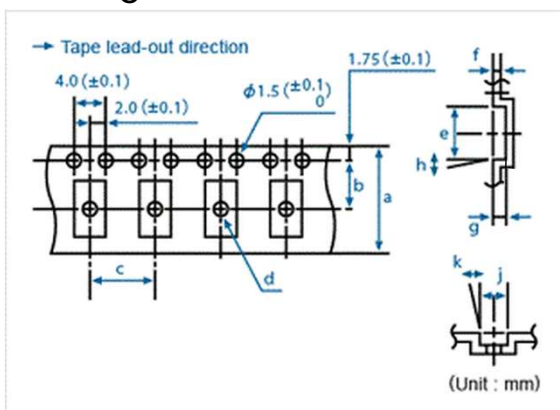 → Tape lead-out direction
4.0 (±0.1)
2.0 (±0.1)
ϕ1.5 (±0.1 0)
1.75 (±0.1)
f
e
h
g
b
a
c
d
k
j
(Unit : mm)